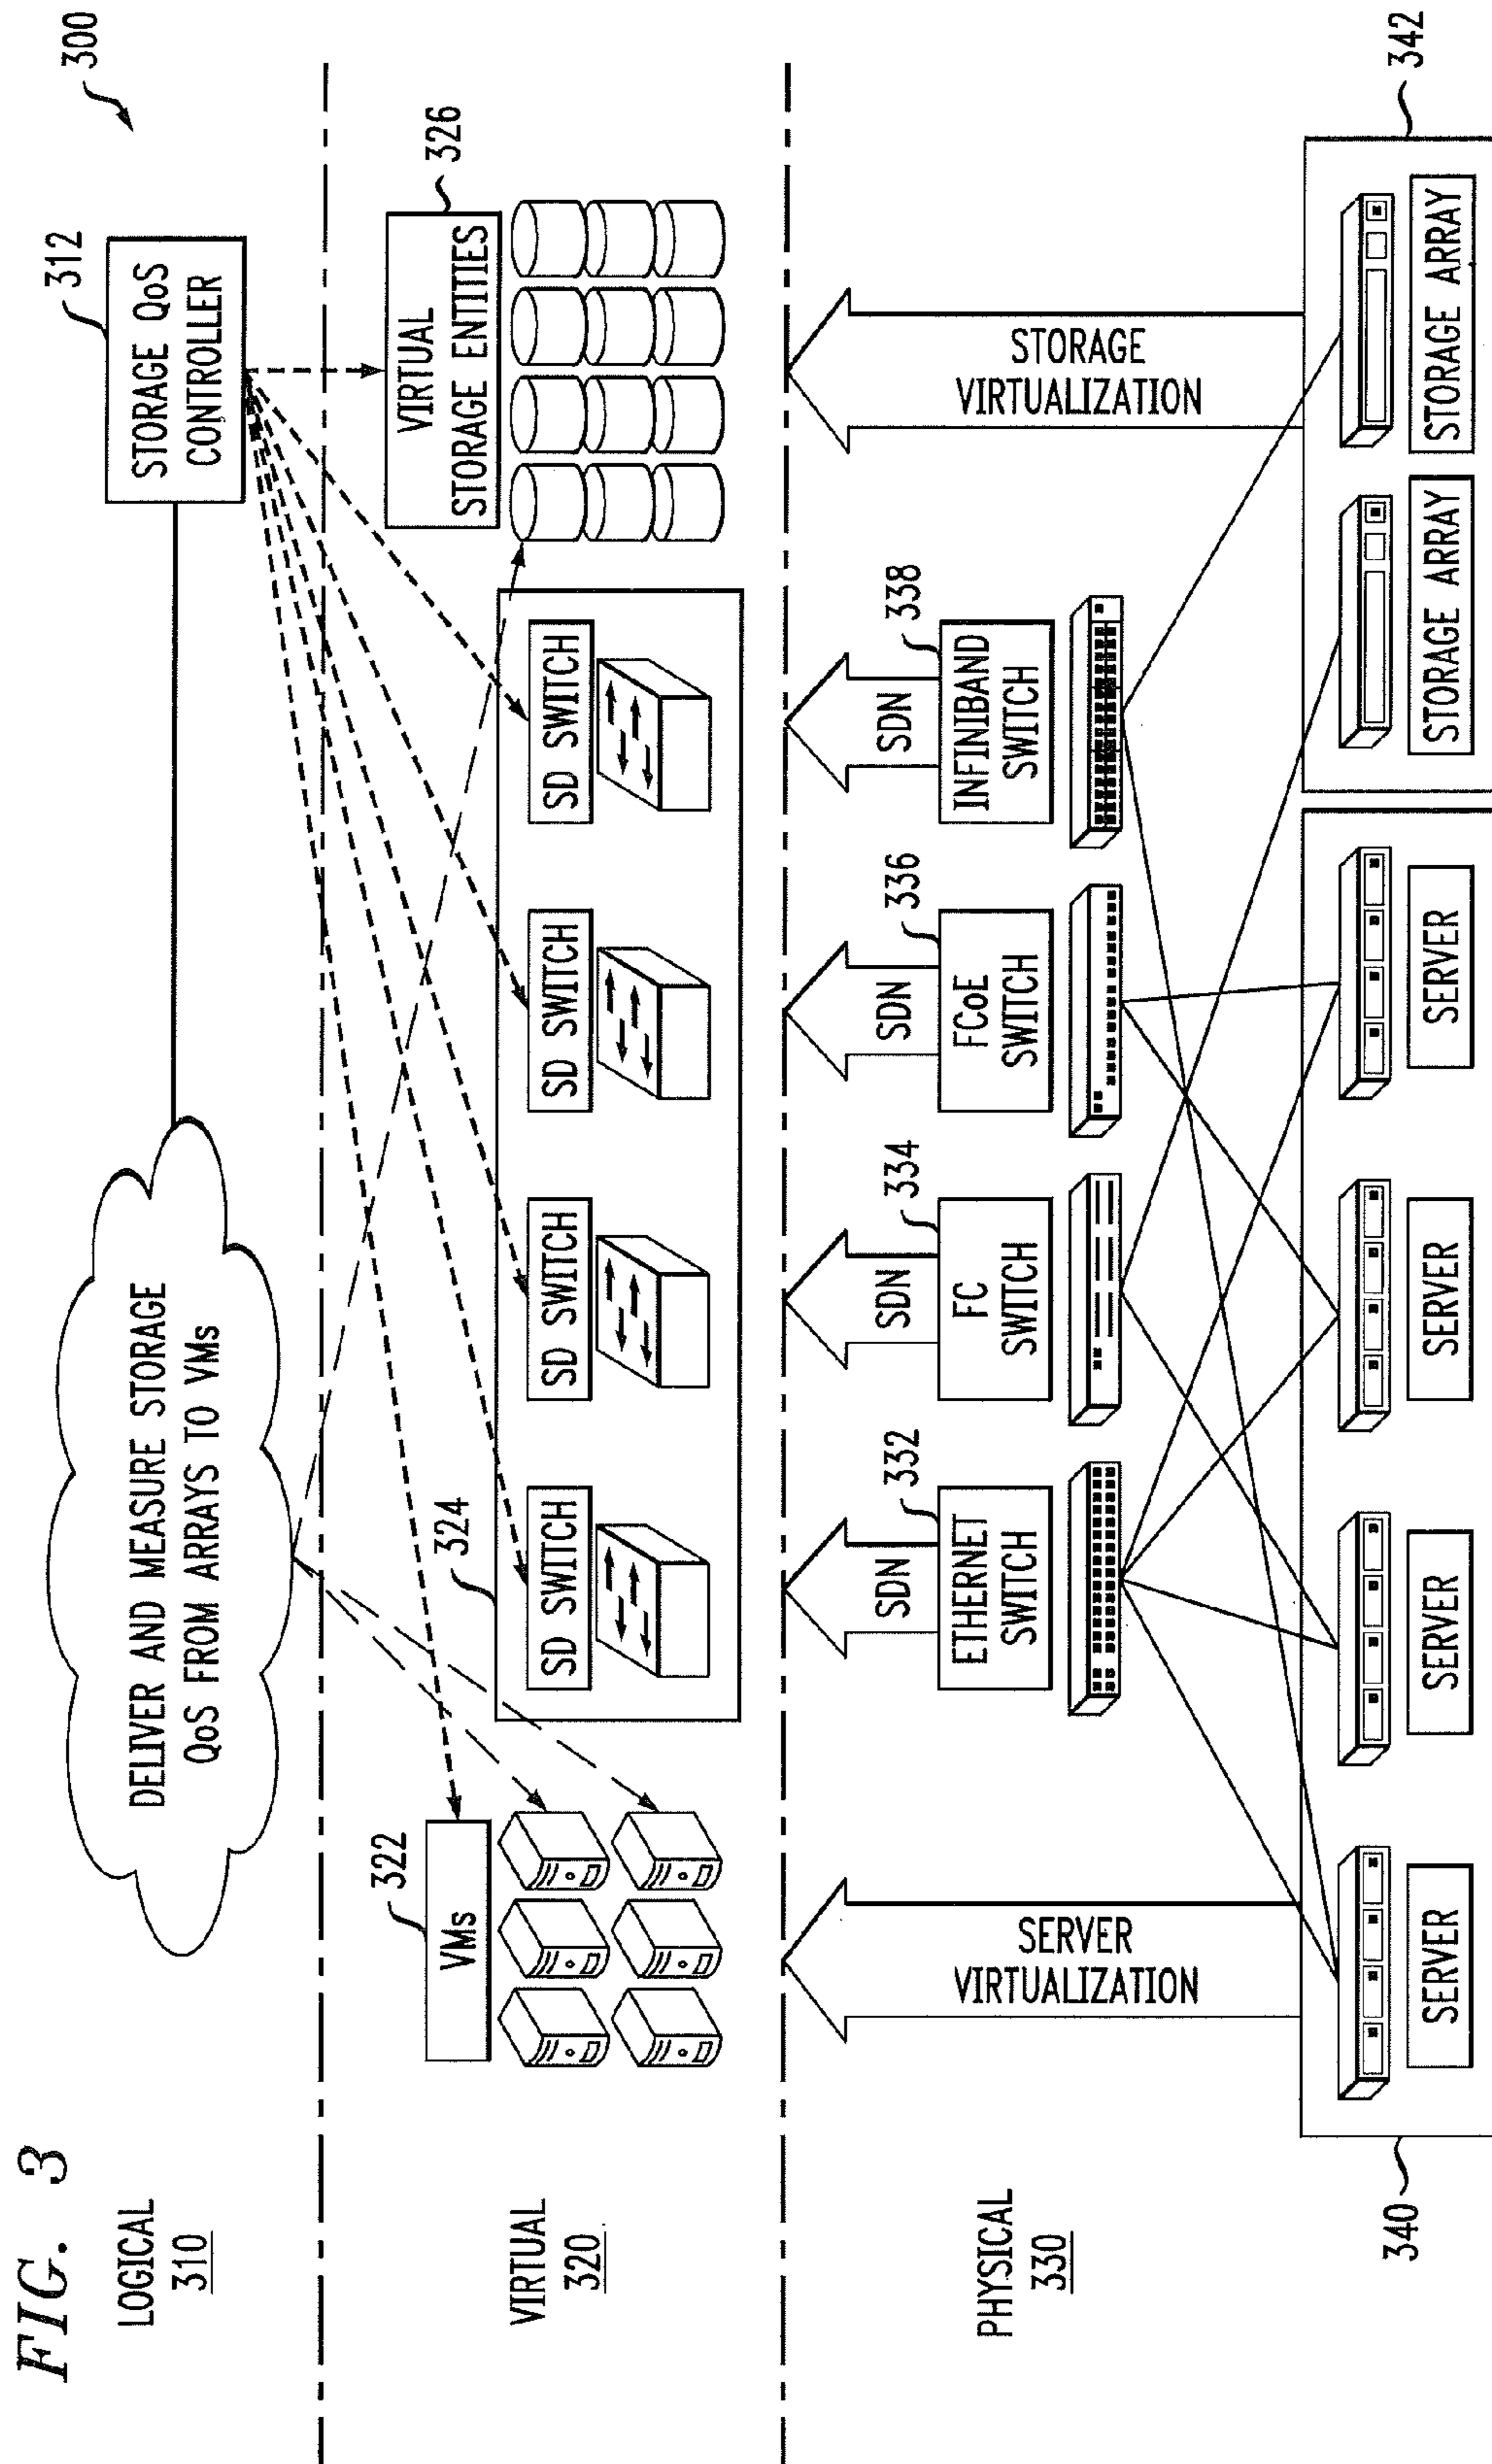 FIG. 3
300
LOGICAL
310
DELIVER AND MEASURE STORAGE
QoS FROM ARRAYS TO VMs
312
STORAGE QoS
CONTROLLER
VIRTUAL
320
322
VMs
324
SD SWITCH
SD SWITCH
SD SWITCH
SD SWITCH
326
VIRTUAL
STORAGE ENTITIES
PHYSICAL
330
SERVER
VIRTUALIZATION
SDN
332
ETHERNET
SWITCH
SDN
334
FC
SWITCH
SDN
336
FCoE
SWITCH
SDN
338
INFINIBAND
SWITCH
STORAGE
VIRTUALIZATION
340
SERVER
SERVER
SERVER
SERVER
STORAGE ARRAY
STORAGE ARRAY
342